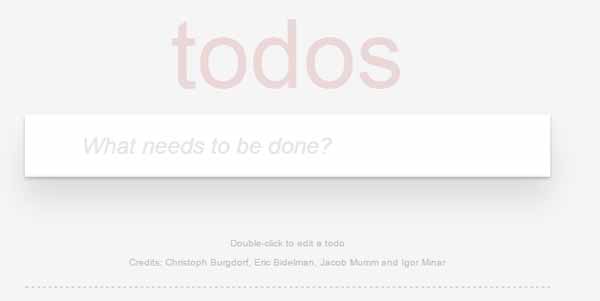 todos
What needs to be done?
Double-click to edit a todo
Credits: Christoph Burgdorf, Eric Bidelman, Jacob Mumm and Igor Minar